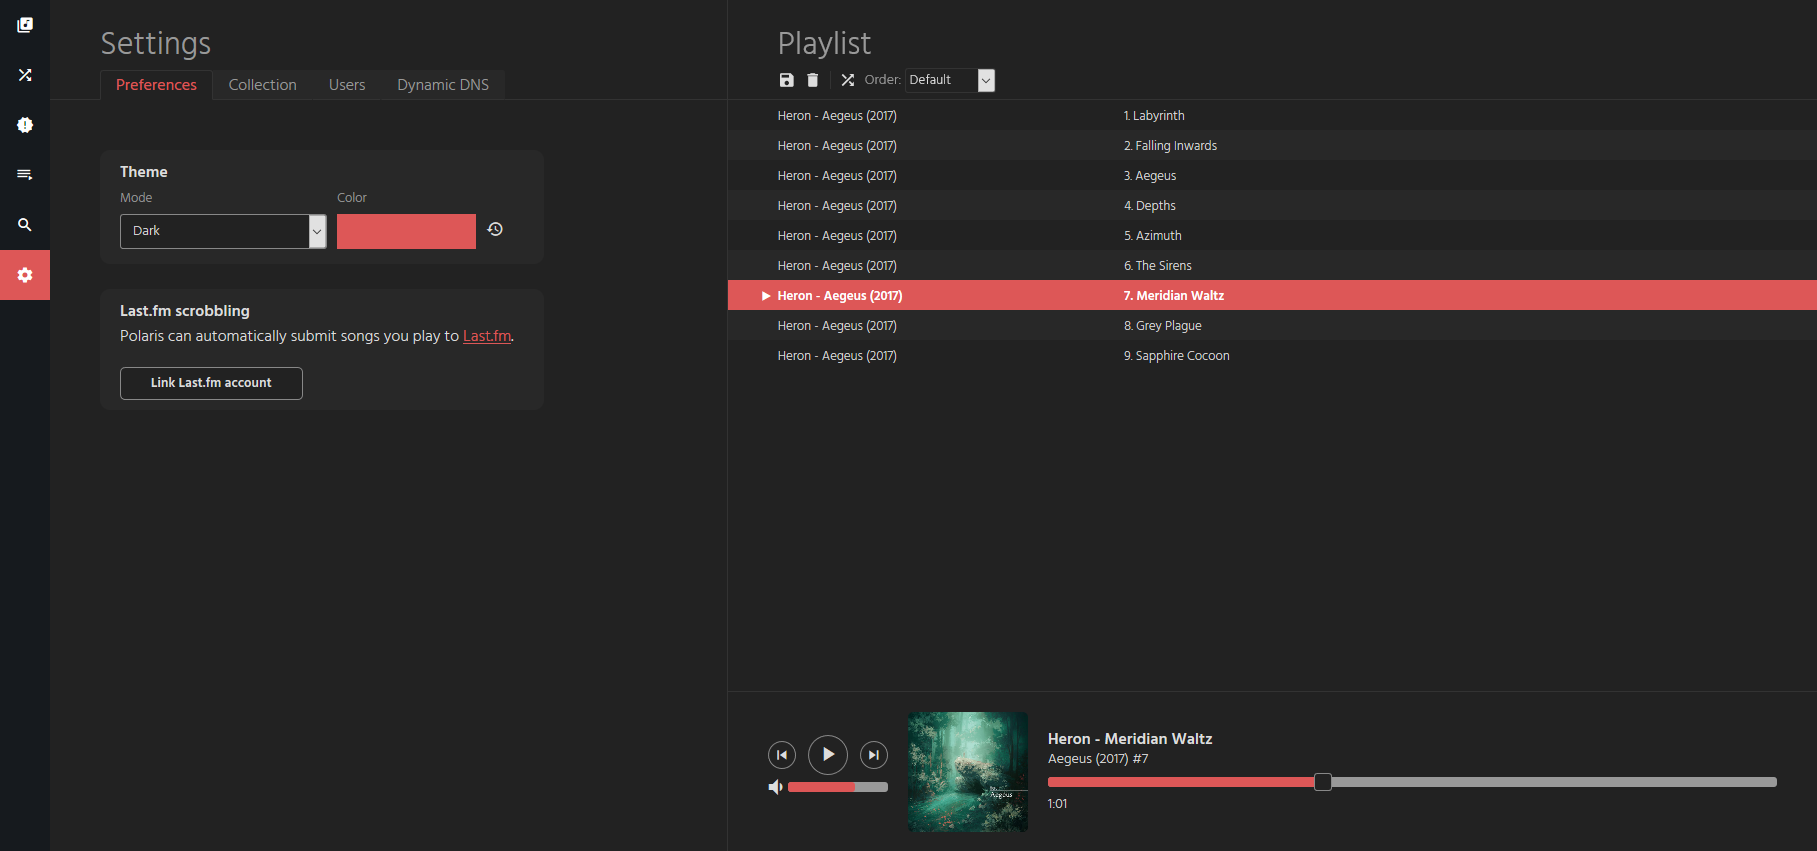 Settings
Preferences Collection Users Dynamic DNS
Theme
Mode Color
Dark
Last.fm scrobbling
Polaris can automatically submit songs you play to Last.fm.
Link Last.fm account
Playlist
Order: Default
Heron - Aegeus (2017) 1. Labyrinth
Heron - Aegeus (2017) 2. Falling Inwards
Heron - Aegeus (2017) 3. Aegeus
Heron - Aegeus (2017) 4. Depths
Heron - Aegeus (2017) 5. Azimuth
Heron - Aegeus (2017) 6. The Sirens
Heron - Aegeus (2017) 7. Meridian Waltz
Heron - Aegeus (2017) 8. Grey Plague
Heron - Aegeus (2017) 9. Sapphire Cocoon
Aegeus
Heron - Meridian Waltz
Aegeus (2017) #7
1:01